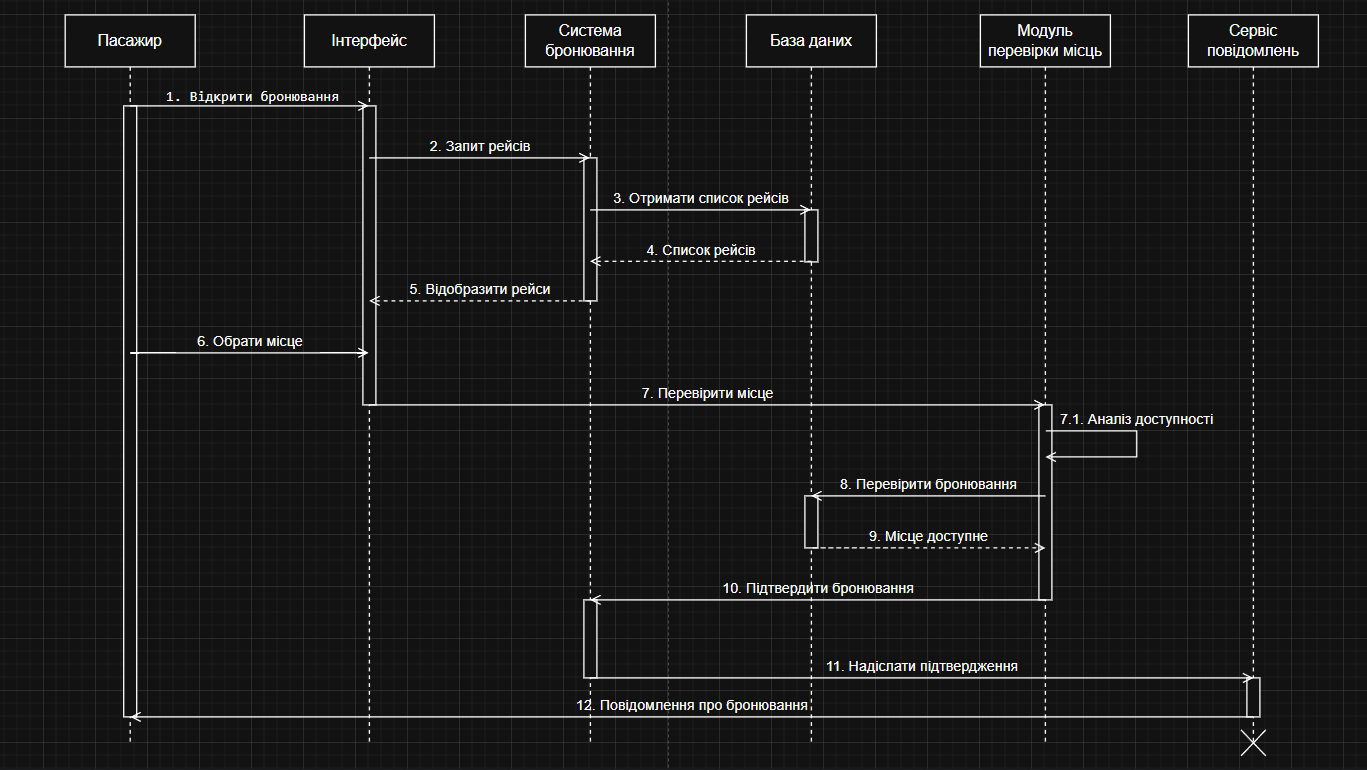 Пасажир
Інтерфейс
Система
бронювання
База даних
Модуль
перевірки місць
Сервіс
повідомлень
1. Відкрити бронювання
2. Запит рейсів
3. Отримати список рейсів
4. Список рейсів
5. Відобразити рейси
6. Обрати місце
7. Перевірити місце
7.1. Аналіз доступності
8. Перевірити бронювання
9. Місце доступне
10. Підтвердити бронювання
11. Надіслати підтвердження
12. Повідомлення про бронювання